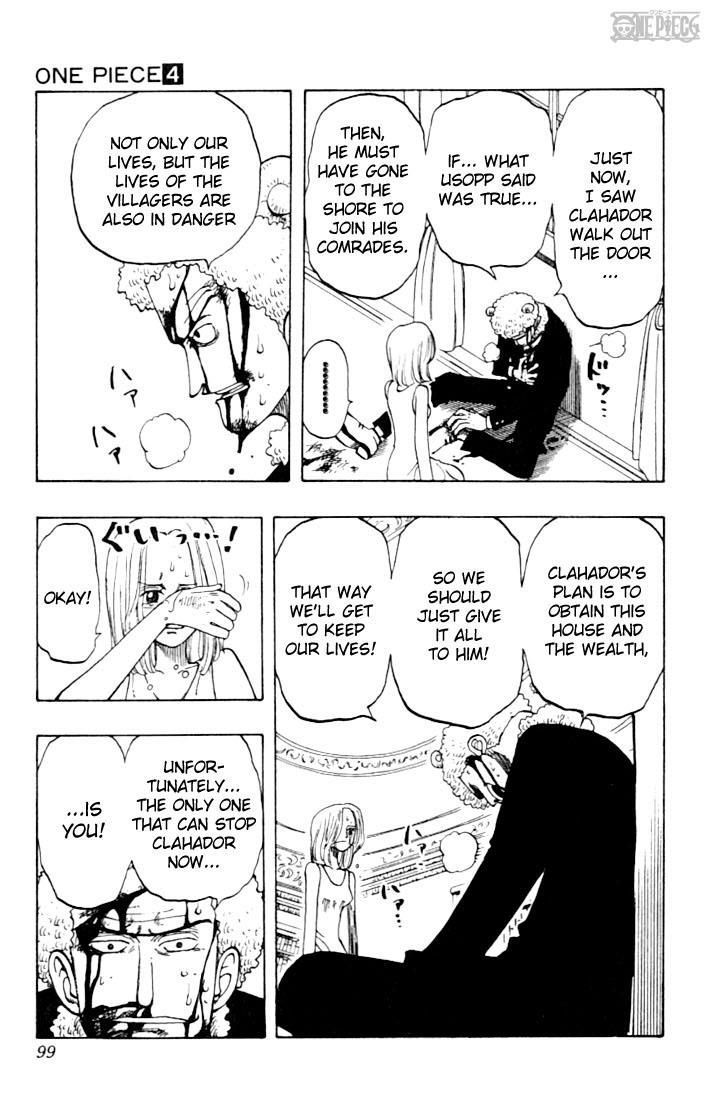 ワンピース
ONE PIECE
ONE PIECE 4
JUST
NOW,
I SAW
CLAHADOR
WALK OUT
THE DOOR
...
IF... WHAT
USOPP SAID
WAS TRUE...
THEN,
HE MUST
HAVE GONE
TO THE
SHORE TO
JOIN HIS
COMRADES.
.........
ドッ...
NOT ONLY OUR
LIVES, BUT THE
LIVES OF THE
VILLAGERS ARE
ALSO IN DANGER
ハァ
ハァ
CLAHADOR'S
PLAN IS TO
OBTAIN THIS
HOUSE AND
THE WEALTH,
SO WE
SHOULD
JUST GIVE
IT ALL
TO HIM!
THAT WAY
WE'LL GET
TO KEEP
OUR LIVES!
ハァ
ハァ...
ぐいっ...!
OKAY!
UNFOR-
TUNATELY...
THE ONLY ONE
THAT CAN STOP
CLAHADOR
NOW...
...IS
YOU!
99